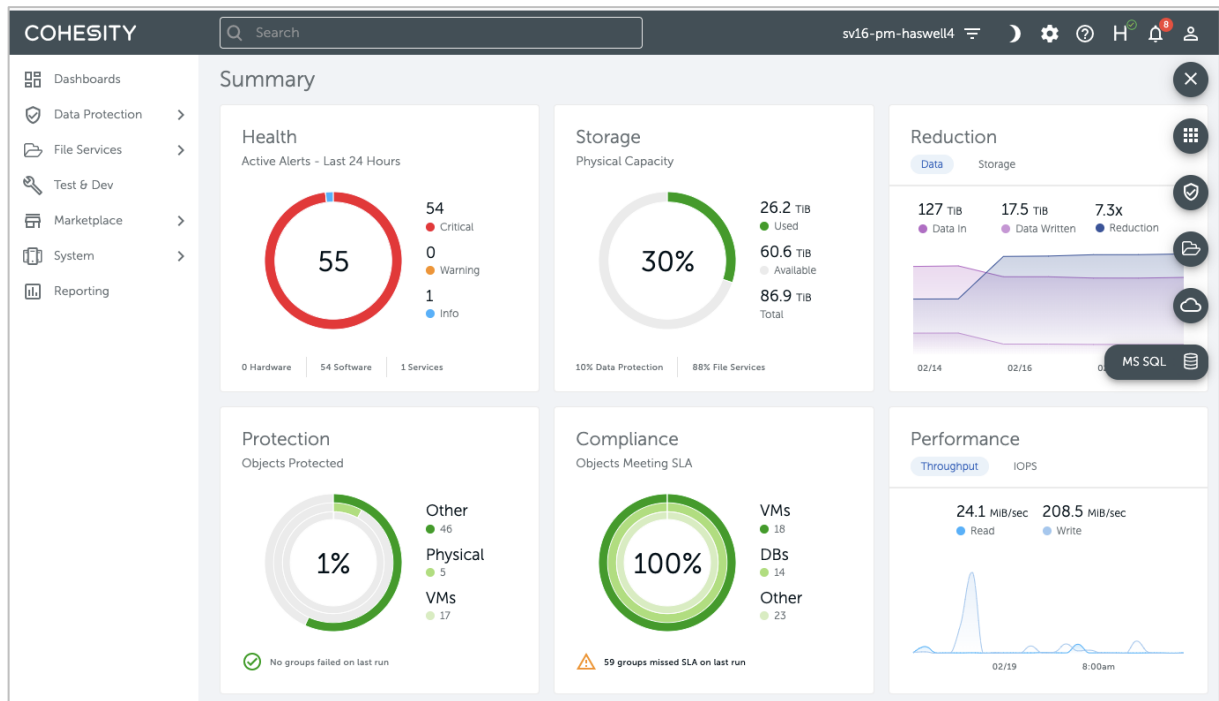 COHESITY
Search
sv16-pm-haswell4
H
8
Dashboards
Data Protection
File Services
Test & Dev
Marketplace
System
Reporting
Summary
Health
Active Alerts - Last 24 Hours
55
54
Critical
0
Warning
1
Info
0 Hardware
54 Software
1 Services
Storage
Physical Capacity
30%
26.2 TiB
Used
60.6 TiB
Available
86.9 TiB
Total
10% Data Protection
88% File Services
Reduction
Data
Storage
127 TiB
Data In
17.5 TiB
Data Written
7.3x
Reduction
02/14
02/16
MS SQL
Protection
Objects Protected
1%
Other
46
Physical
5
VMs
17
No groups failed on last run
Compliance
Objects Meeting SLA
100%
VMs
18
DBs
14
Other
23
59 groups missed SLA on last run
Performance
Throughput
IOPS
24.1 MiB/sec
Read
208.5 MiB/sec
Write
02/19
8:00am